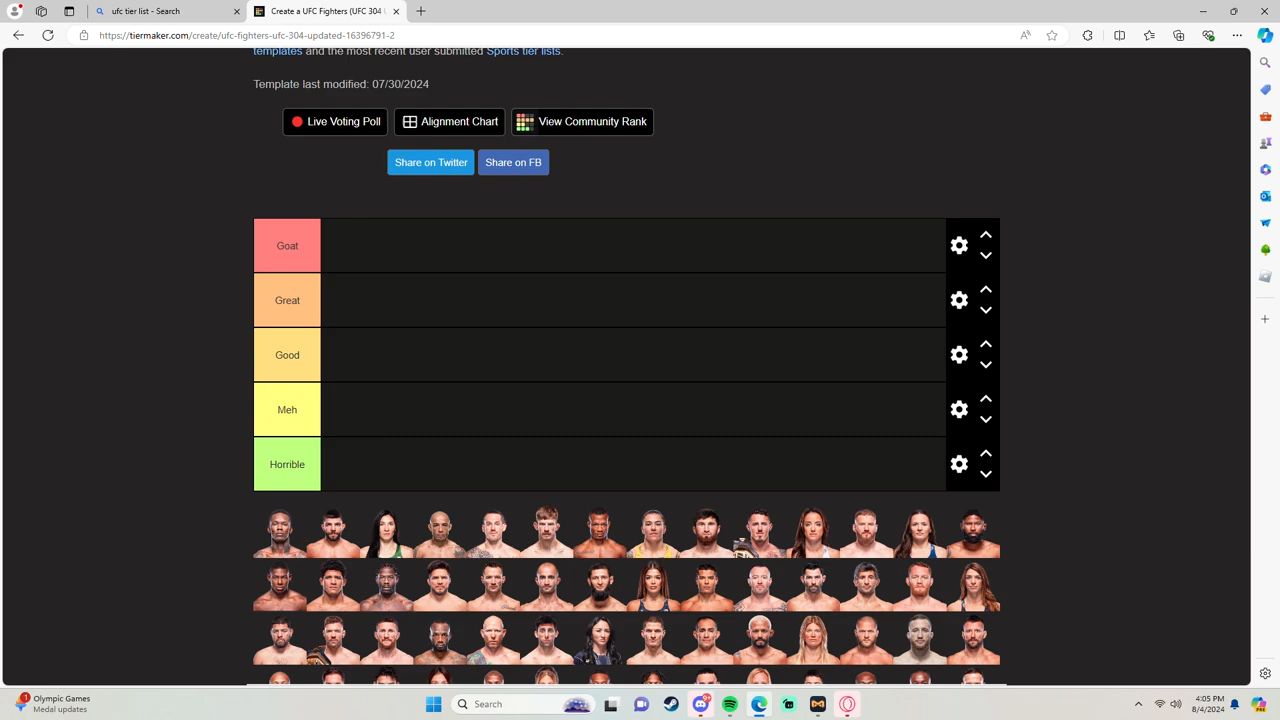 ufc tier list - Search
Create a UFC Fighters (UFC 304 U
https://tiermaker.com/create/ufc-fighters-ufc-304-updated-16396791-2
templates and the most recent user submitted Sports tier lists.
Template last modified: 07/30/2024
Live Voting Poll
Alignment Chart
View Community Rank
Share on Twitter
Share on FB
Goat
Great
Good
Meh
Horrible
1
Olympic Games
Medal updates
Search
9+
4:05 PM
8/4/2024